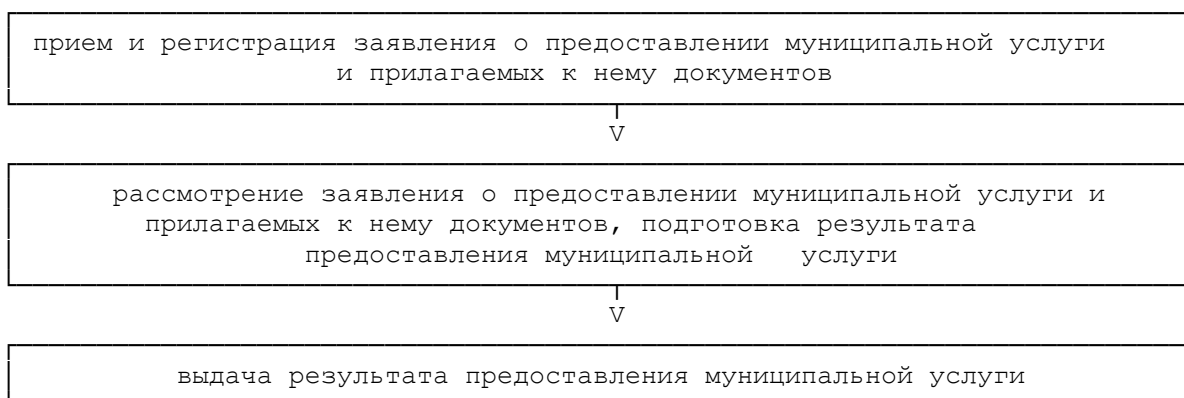 прием и регистрация заявления о предоставлении муниципальной услуги
и прилагаемых к нему документов
V
рассмотрение заявления о предоставлении муниципальной услуги и
прилагаемых к нему документов, подготовка результата
предоставления муниципальной услуги
V
выдача результата предоставления муниципальной услуги